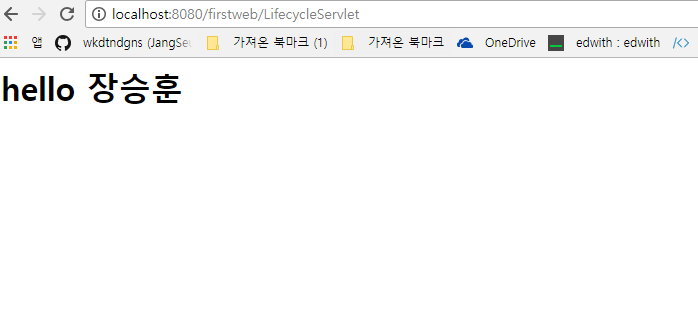 localhost:8080/firstweb/LifecycleServlet
앱 wkdtndgns (JangSeu 가져온 북마크 (1) 가져온 북마크 OneDrive edwith : edwith
hello 장승훈